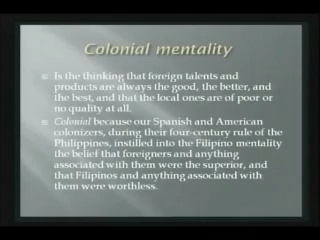 Colonial mentality
Is the thinking that foreign talents and
products are always the good, the better, and
the best, and that the local ones are of poor or
no quality at all.
Colonial because our Spanish and American
colonizers, during their four-century rule of the
Philippines, instilled into the Filipino mentality
the belief that foreigners and anything
associated with them were the superior, and
that Filipinos and anything associated with
them were worthless.